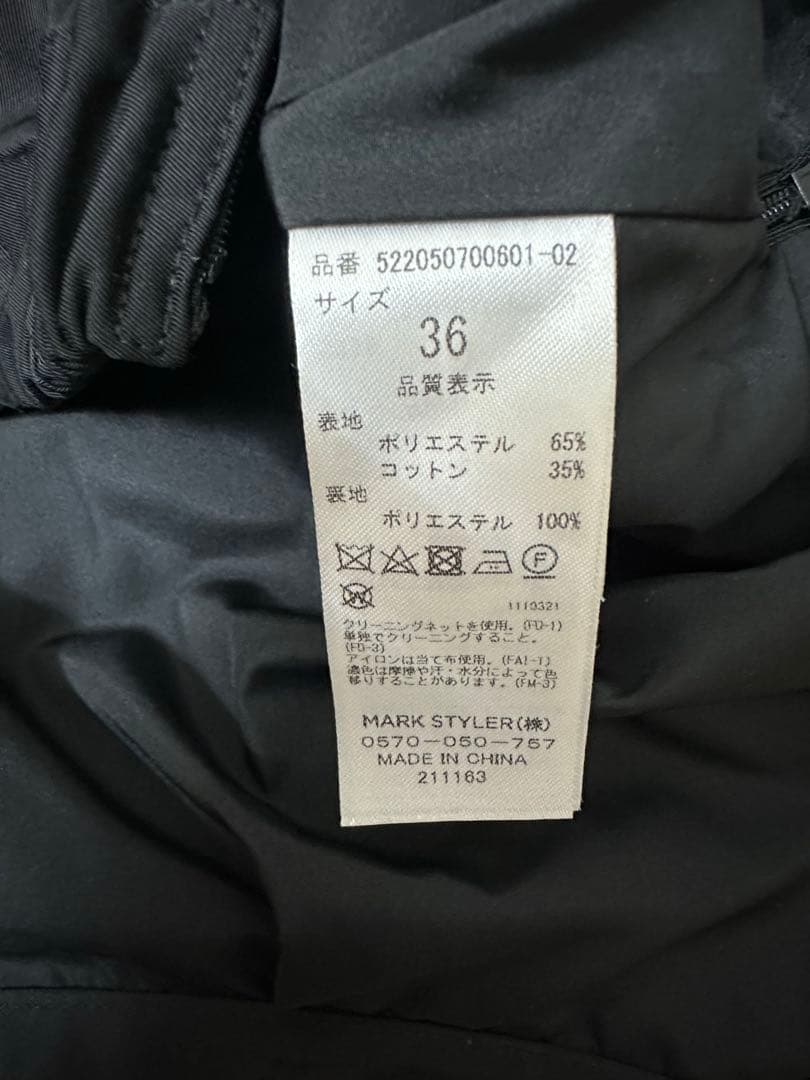 品番 522050700601-02
サイズ
36
品質表示
表地
ポリエステル 65%
コットン 35%
裏地
ポリエステル 100%
F
W
1110321
クリーニングネットを使用。(FD-1)
単独でクリーニングすること。
(FD-3)
アイロンは当て布使用。(FAI-T)
濃色は摩擦や汗・水分によって色
移りすることがあります。(FM-3)
MARK STYLER(株)
0570-050-757
MADE IN CHINA
211163